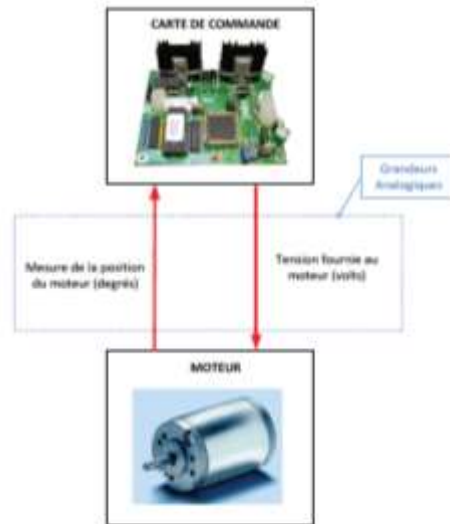 CARTE DE COMMANDE
Grandeurs
Analogiques
Mesure de la position
du moteur (degrés)
Tension fournie au
moteur (volts)
MOTEUR